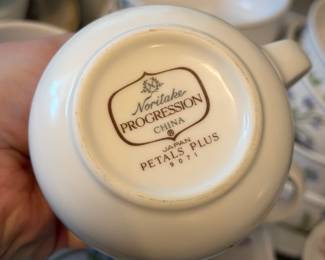 Noritake
PROGRESSION
CHINA
®
JAPAN
PETALS PLUS
9071